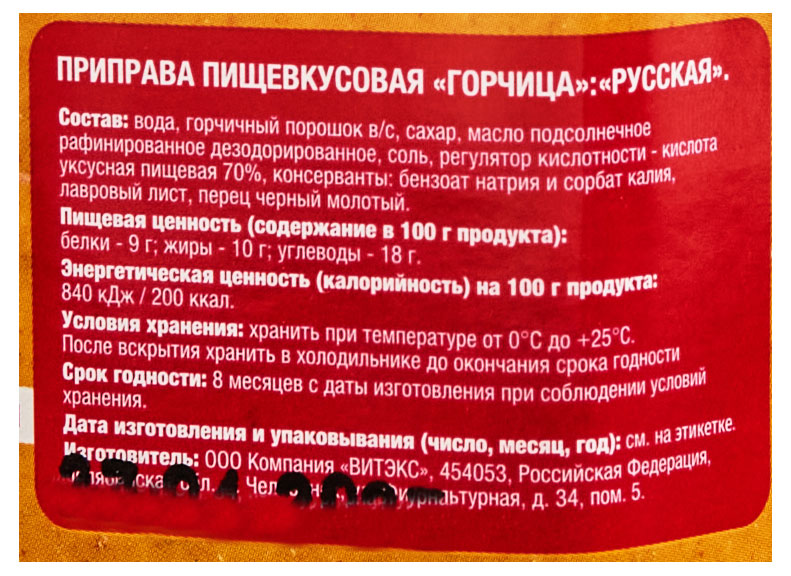 ПРИПРАВА ПИЩЕВКУСОВАЯ «ГОРЧИЦА»:«РУССКАЯ».
Состав: вода, горчичный порошок в/с, сахар, масло подсолнечное
рафинированное дезодорированное, соль, регулятор кислотности - кислота
уксусная пищевая 70%, консерванты: бензоат натрия и сорбат калия,
лавровый лист, перец черный молотый.
Пищевая ценность (содержание в 100 г продукта):
белки - 9 г; жиры - 10 г; углеводы - 18 г.
Энергетическая ценность (калорийность) на 100 г продукта:
840 кДж / 200 ккал.
Условия хранения: хранить при температуре от 0°С до +25°С.
После вскрытия хранить в холодильнике до окончания срока годности
Срок годности: 8 месяцев с даты изготовления при соблюдении условий
хранения.
Дата изготовления и упаковывания (число, месяц, год): см. на этикетке.
Изготовитель: ООО Компания «ВИТЭКС». 454053, Российская Федерация,
д. 34, пом. 5.